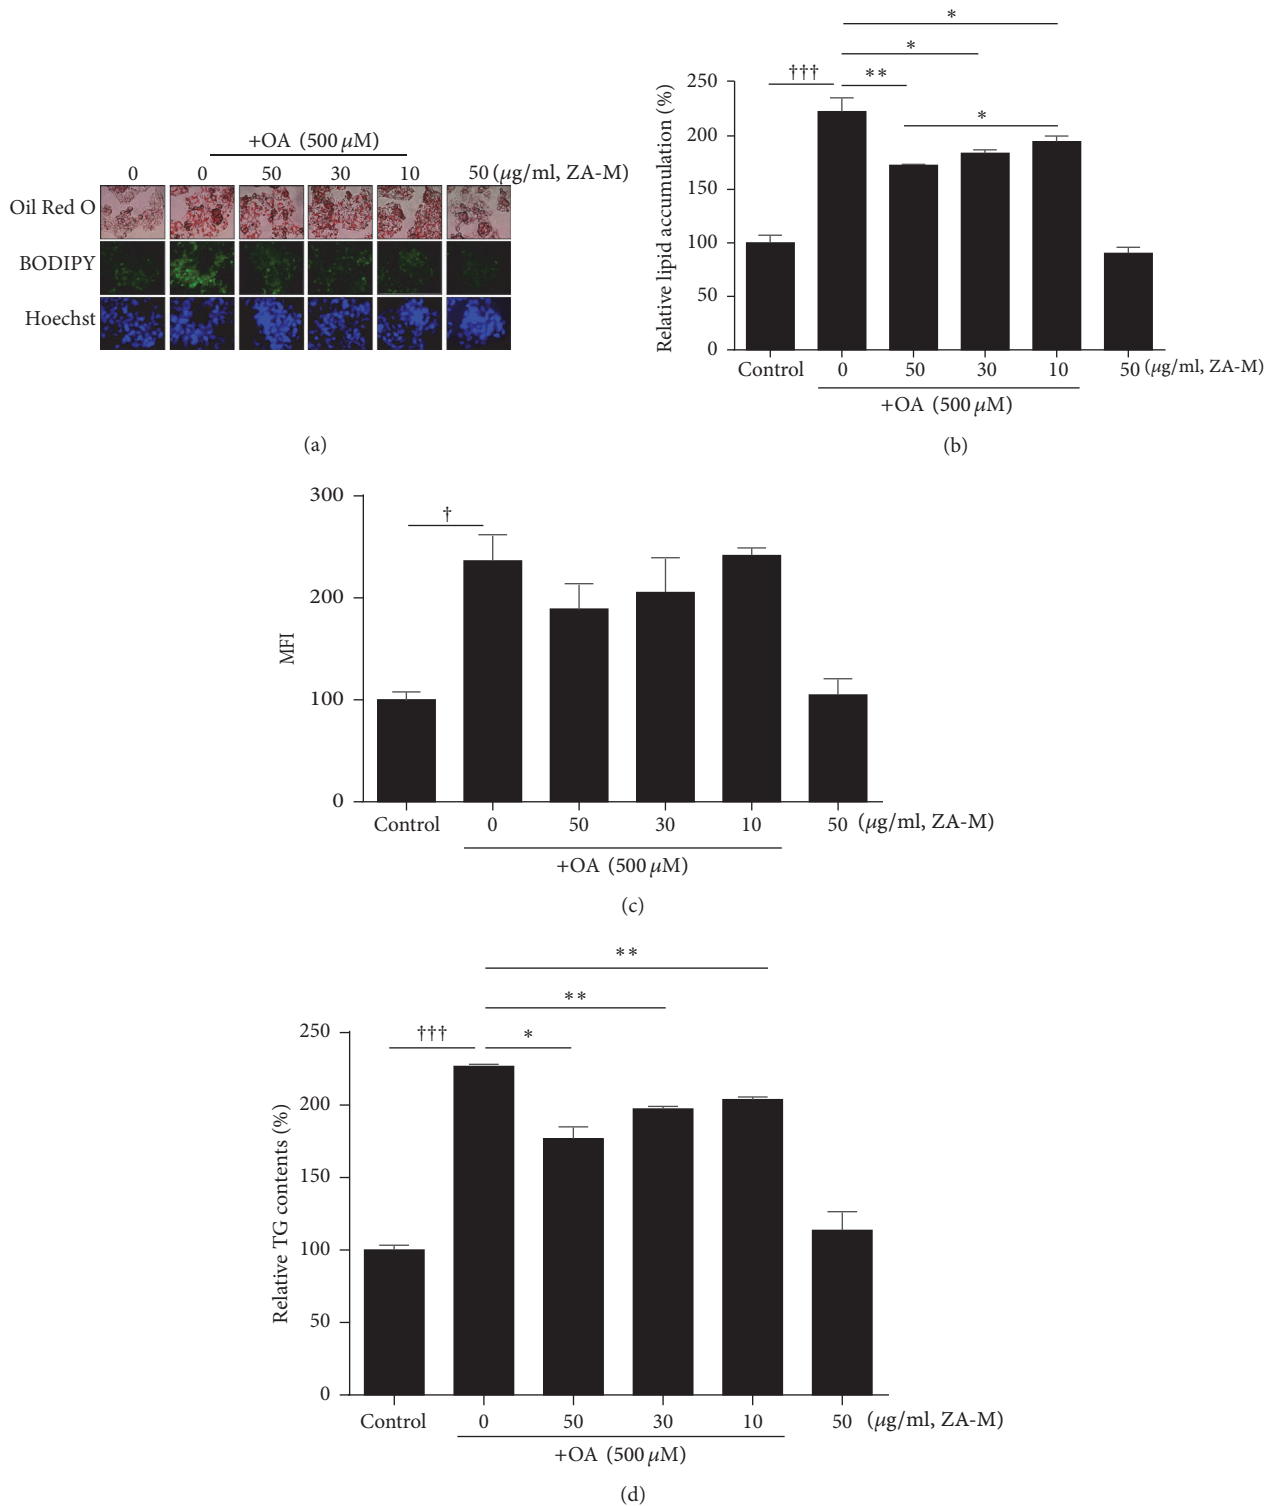 +OA (500 μM)
0 0 50 30 10 50 (μg/ml, ZA-M)
Oil Red O
BODIPY
Hoechst
(a)
*
*
††† **
*
Relative lipid accumulation (%)
250
200
150
100
50
0
Control 0 50 30 10 50 (μg/ml, ZA-M)
+OA (500 μM)
(b)
†
MFI
300
200
100
0
Control 0 50 30 10 50 (μg/ml, ZA-M)
+OA (500 μM)
(c)
**
**
††† *
Relative TG contents (%)
250
200
150
100
50
0
Control 0 50 30 10 50 (μg/ml, ZA-M)
+OA (500 μM)
(d)